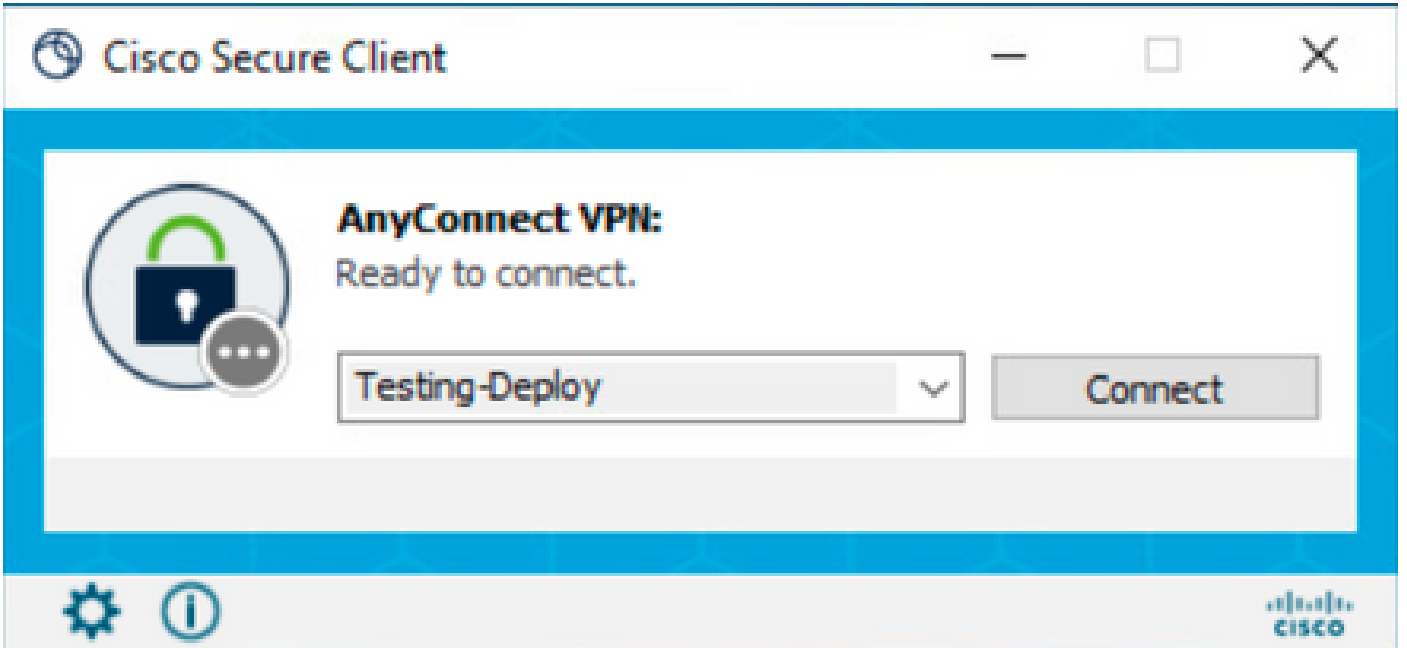 Cisco Secure Client
AnyConnect VPN:
Ready to connect.
Testing-Deploy
Connect
CISCO